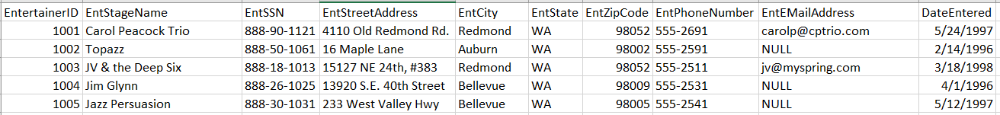 EntertainerID EntStageName EntSSN EntStreetAddress EntCity EntState EntZipCode EntPhoneNumber EntEMailAddress DateEntered
1001 Carol Peacock Trio 888-90-1121 4110 Old Redmond Rd. Redmond WA 98052 555-2691 carolp@cptrio.com 5/24/1997
1002 Topazz 888-50-1061 16 Maple Lane Auburn WA 98002 555-2591 NULL 2/14/1996
1003 JV & the Deep Six 888-18-1013 15127 NE 24th, #383 Redmond WA 98052 555-2511 jv@myspring.com 3/18/1998
1004 Jim Glynn 888-26-1025 13920 S.E. 40th Street Bellevue WA 98009 555-2531 NULL 4/1/1996
1005 Jazz Persuasion 888-30-1031 233 West Valley Hwy Bellevue WA 98005 555-2541 NULL 5/12/1997